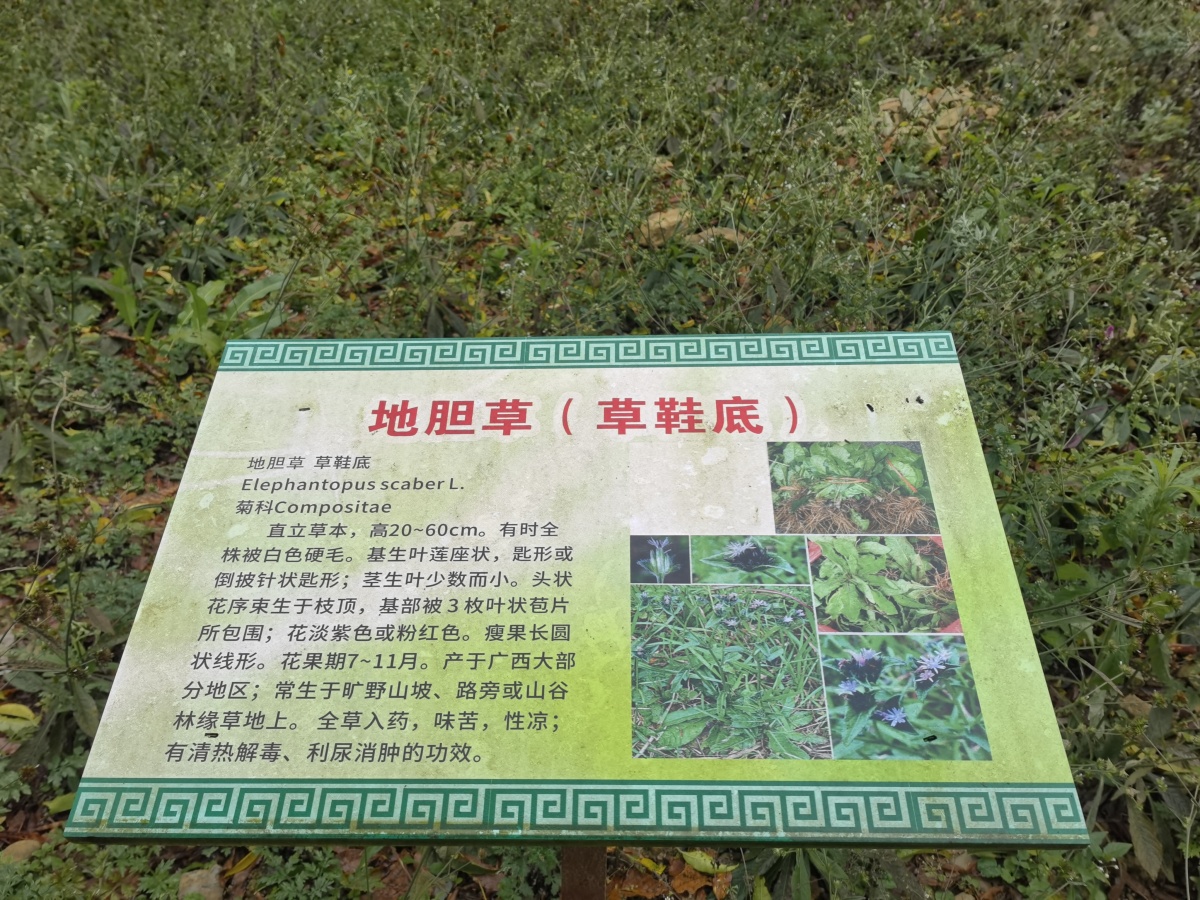 地胆草（草鞋底）
地胆草 草鞋底
Elephantopus scaber L.
菊科Compositae
直立草本，高20~60cm。有时全
株被白色硬毛。基生叶莲座状，匙形或
倒披针状匙形；茎生叶少数而小。头状
花序束生于枝顶，基部被3枚叶状苞片
所包围；花淡紫色或粉红色。瘦果长圆
状线形。花果期7~11月。产于广西大部
分地区；常生于旷野山坡、路旁或山谷
林缘草地上。 全草入药，味苦，性凉；
有清热解毒、利尿消肿的功效。